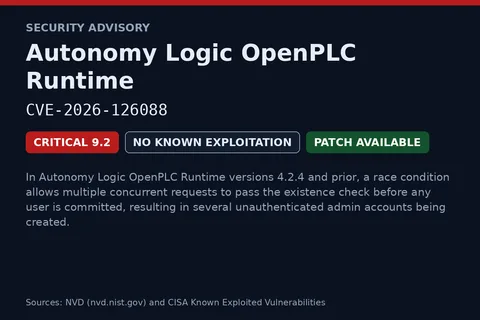 SECURITY ADVISORY
Autonomy Logic OpenPLC
Runtime
CVE-2026-126088
CRITICAL 9.2 NO KNOWN EXPLOITATION PATCH AVAILABLE
In Autonomy Logic OpenPLC Runtime versions 4.2.4 and prior, a race condition
allows multiple concurrent requests to pass the existence check before any
user is committed, resulting in several unauthenticated admin accounts being
created.
Sources: NVD (nvd.nist.gov) and CISA Known Exploited Vulnerabilities